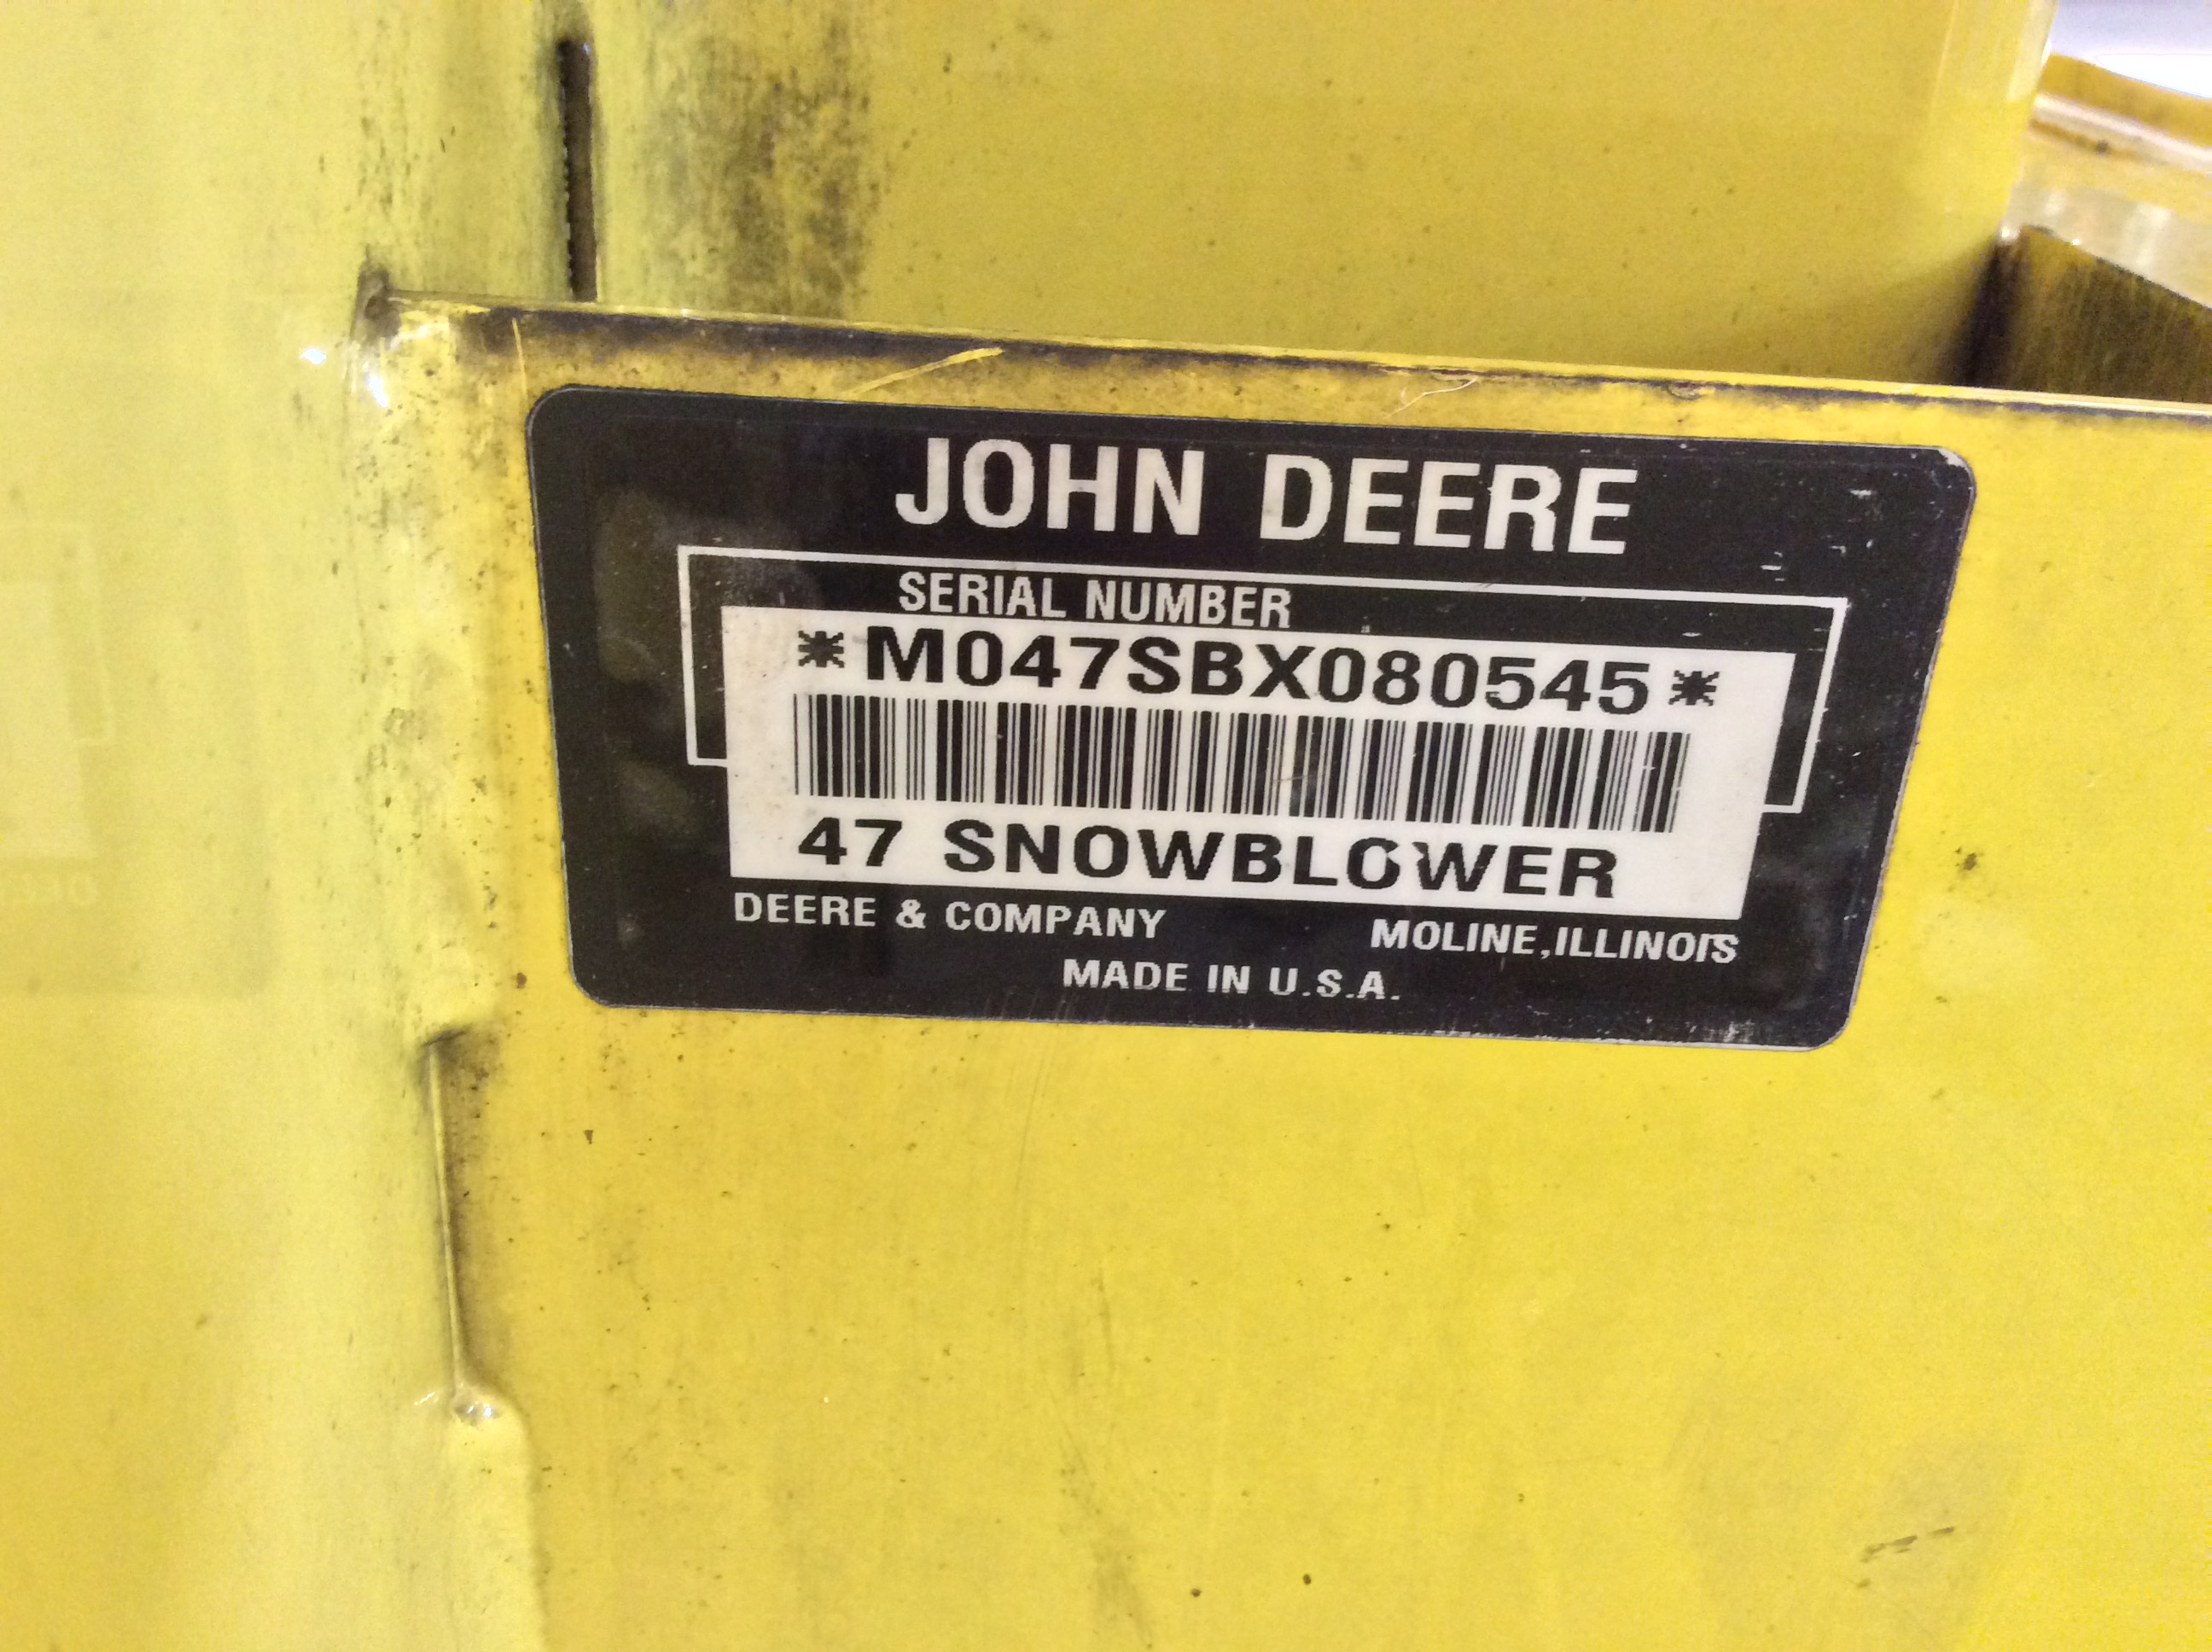 JOHN DEERE
SERIAL NUMBER
*M047SBX080545*
47 SNOWBLOWER
DEERE & COMPANY MOLINE, ILLINOIS
MADE IN U.S.A.